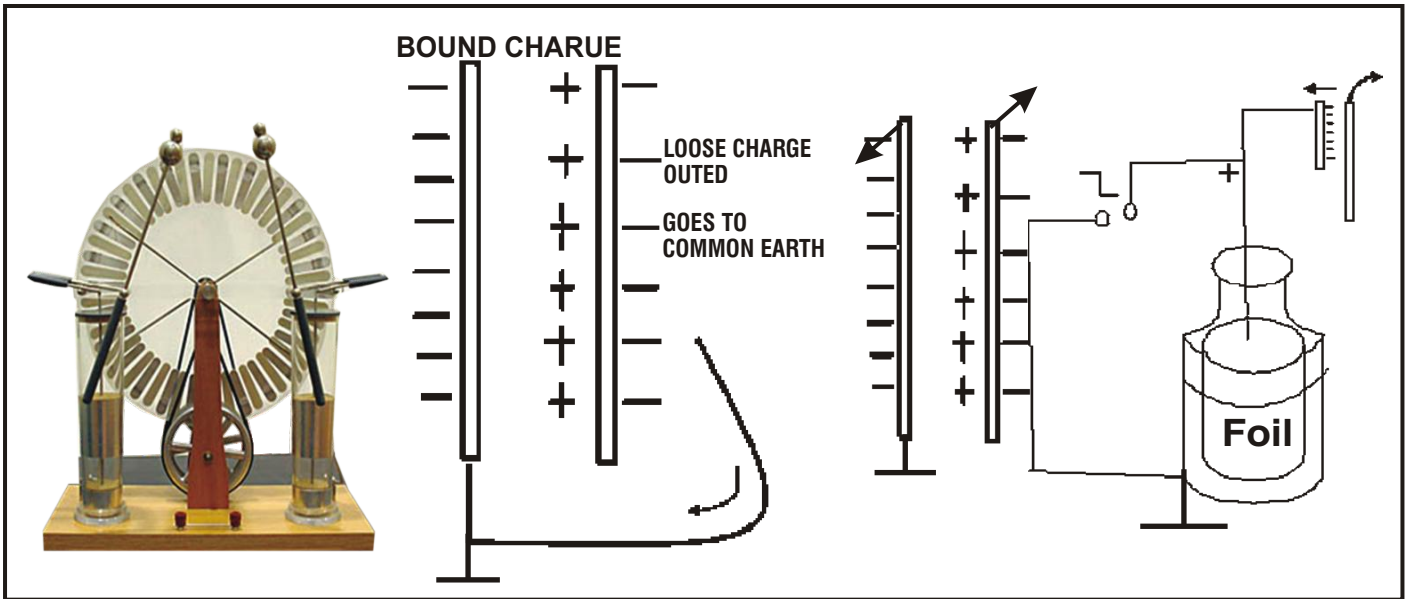 BOUND CHARUE
LOOSE CHARGE
OUTED
GOES TO
COMMON EARTH
Foil